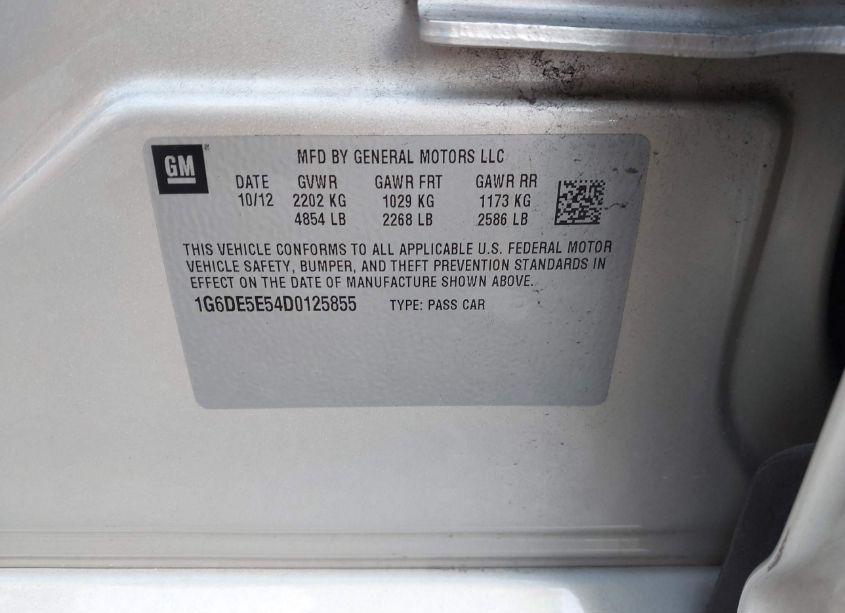 GM
MFD BY GENERAL MOTORS LLC
DATE GVWR GAWR FRT GAWR RR
10/12 2202 KG 1029 KG 1173 KG
4854 LB 2268 LB 2586 LB
THIS VEHICLE CONFORMS TO ALL APPLICABLE U.S. FEDERAL MOTOR
VEHICLE SAFETY, BUMPER, AND THEFT PREVENTION STANDARDS IN
EFFECT ON THE DATE OF MANUFACTURE SHOWN ABOVE.
1G6DE5E54D0125855 TYPE: PASS CAR